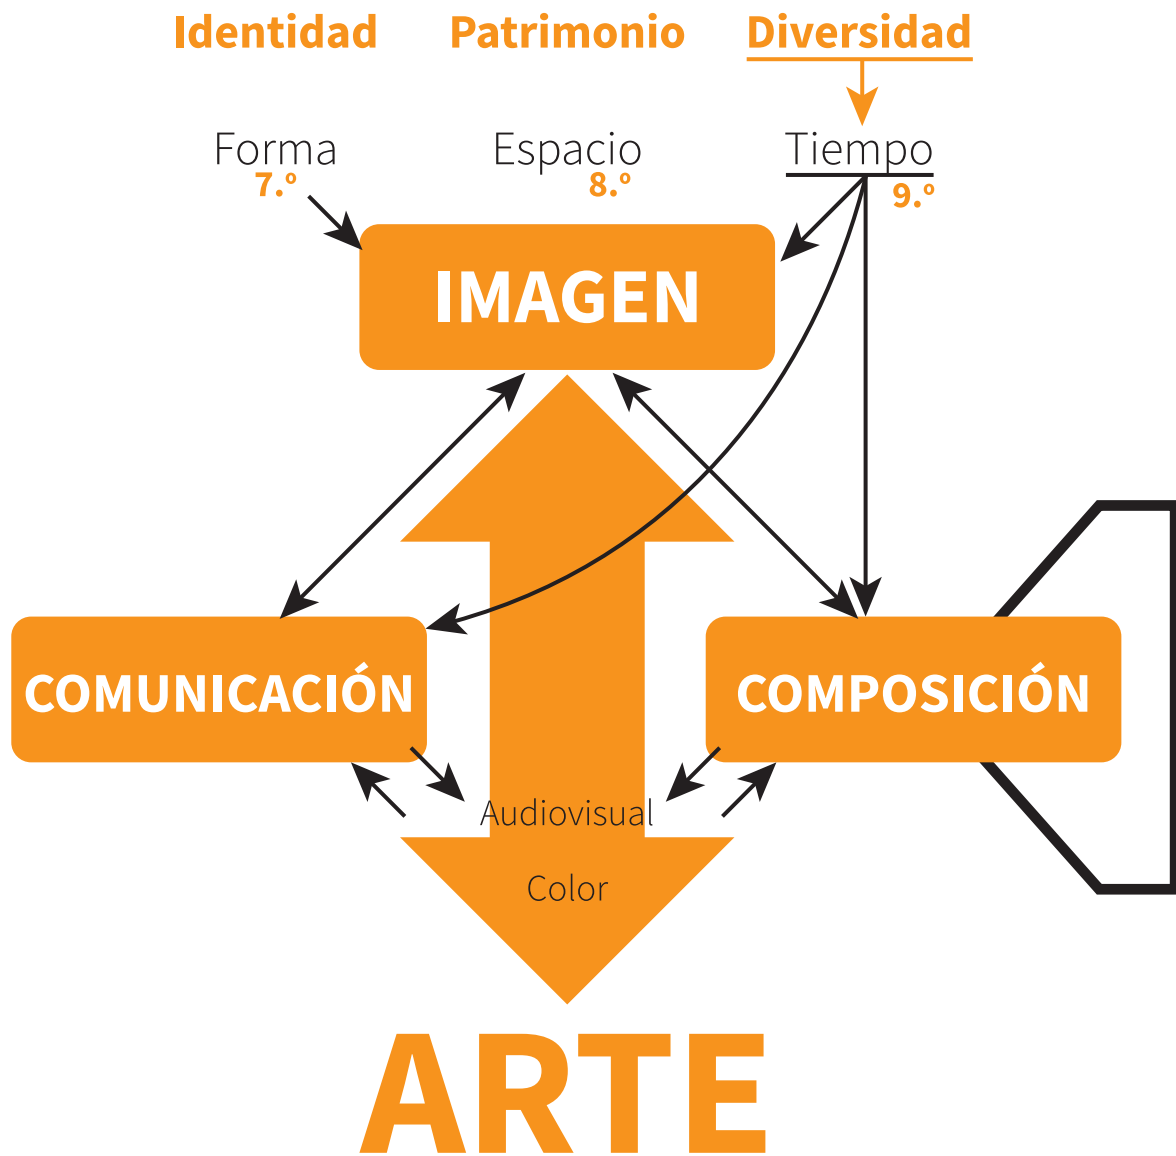 Identidad Patrimonio Diversidad
Forma Espacio Tiempo
7.º 8.º 9.º
IMAGEN
COMUNICACIÓN COMPOSICIÓN
Audiovisual
Color
ARTE